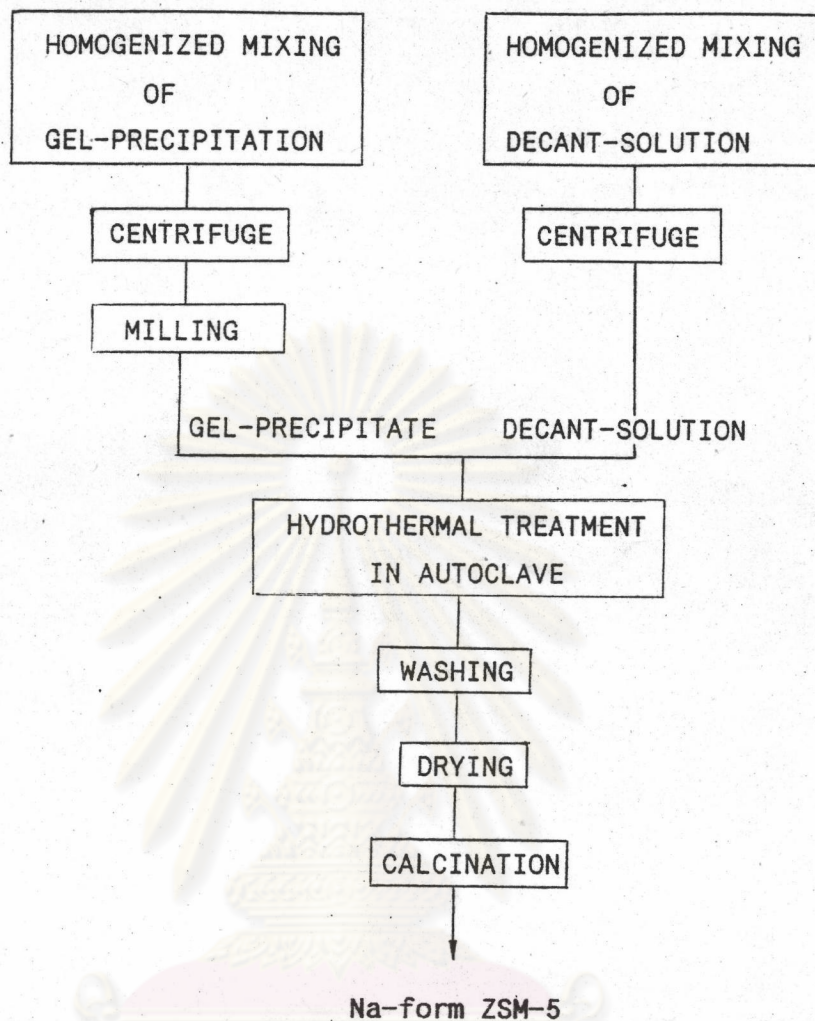 HOMOGENIZED MIXING
OF
GEL-PRECIPITATION
HOMOGENIZED MIXING
OF
DECANT-SOLUTION
CENTRIFUGE
CENTRIFUGE
MILLING
GEL-PRECIPITATE
DECANT-SOLUTION
HYDROTHERMAL TREATMENT
IN AUTOCLAVE
WASHING
DRYING
CALCINATION
Na-form ZSM-5